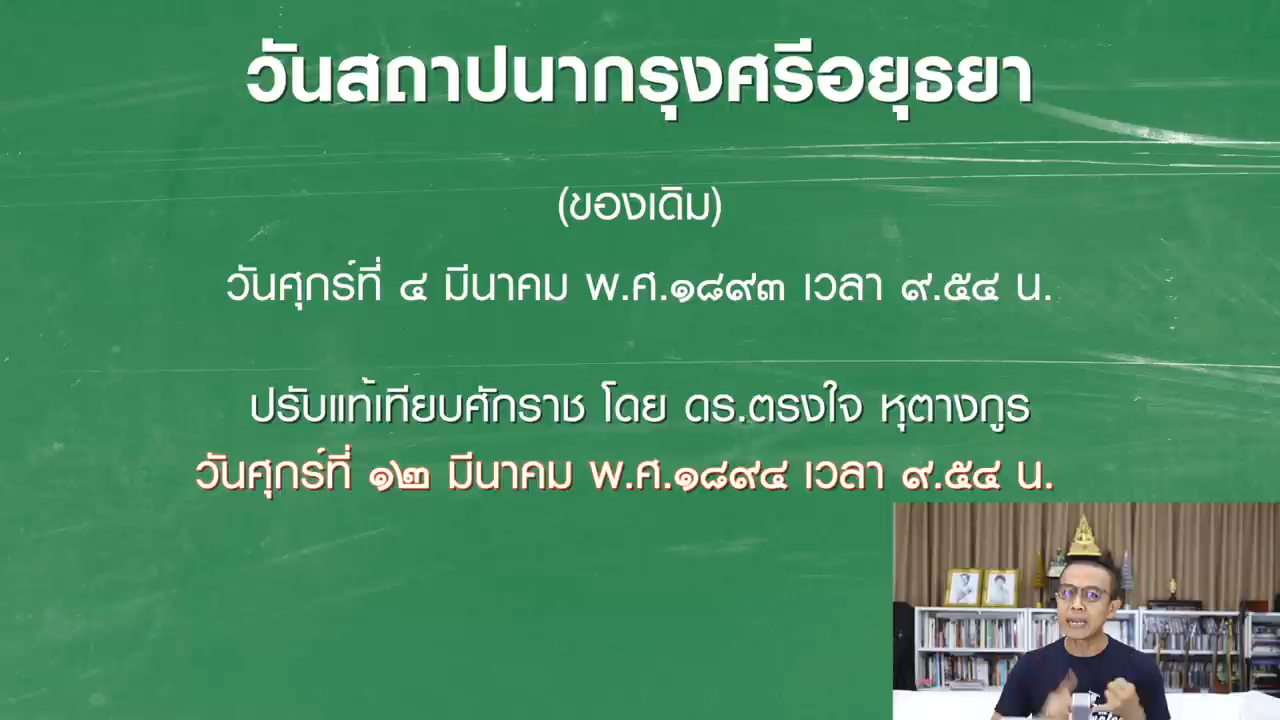 วันสถาปนากรุงศรีอยุธยา
(ของเดิม)
วันศุกร์ที่ ๔ มีนาคม พ.ศ.๑๘๙๓ เวลา ๙.๕๔ น.
ปรับแท้เทียบศักราช โดย ดร.ตรงใจ หุตางกูร
วันศุกร์ที่ ๑๒ มีนาคม พ.ศ.๑๘๙๔ เวลา ๙.๕๔ น.